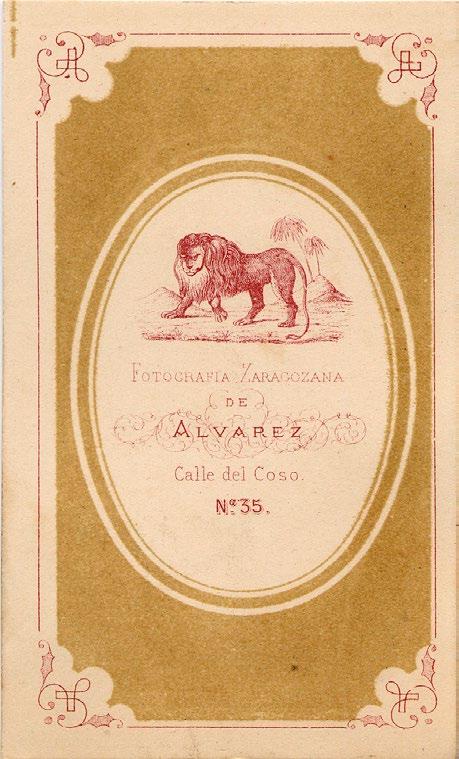 FOTOGRAFIA ZARAGOZANA
DE
ALVAREZ
Calle del Coso.
Nº 35.